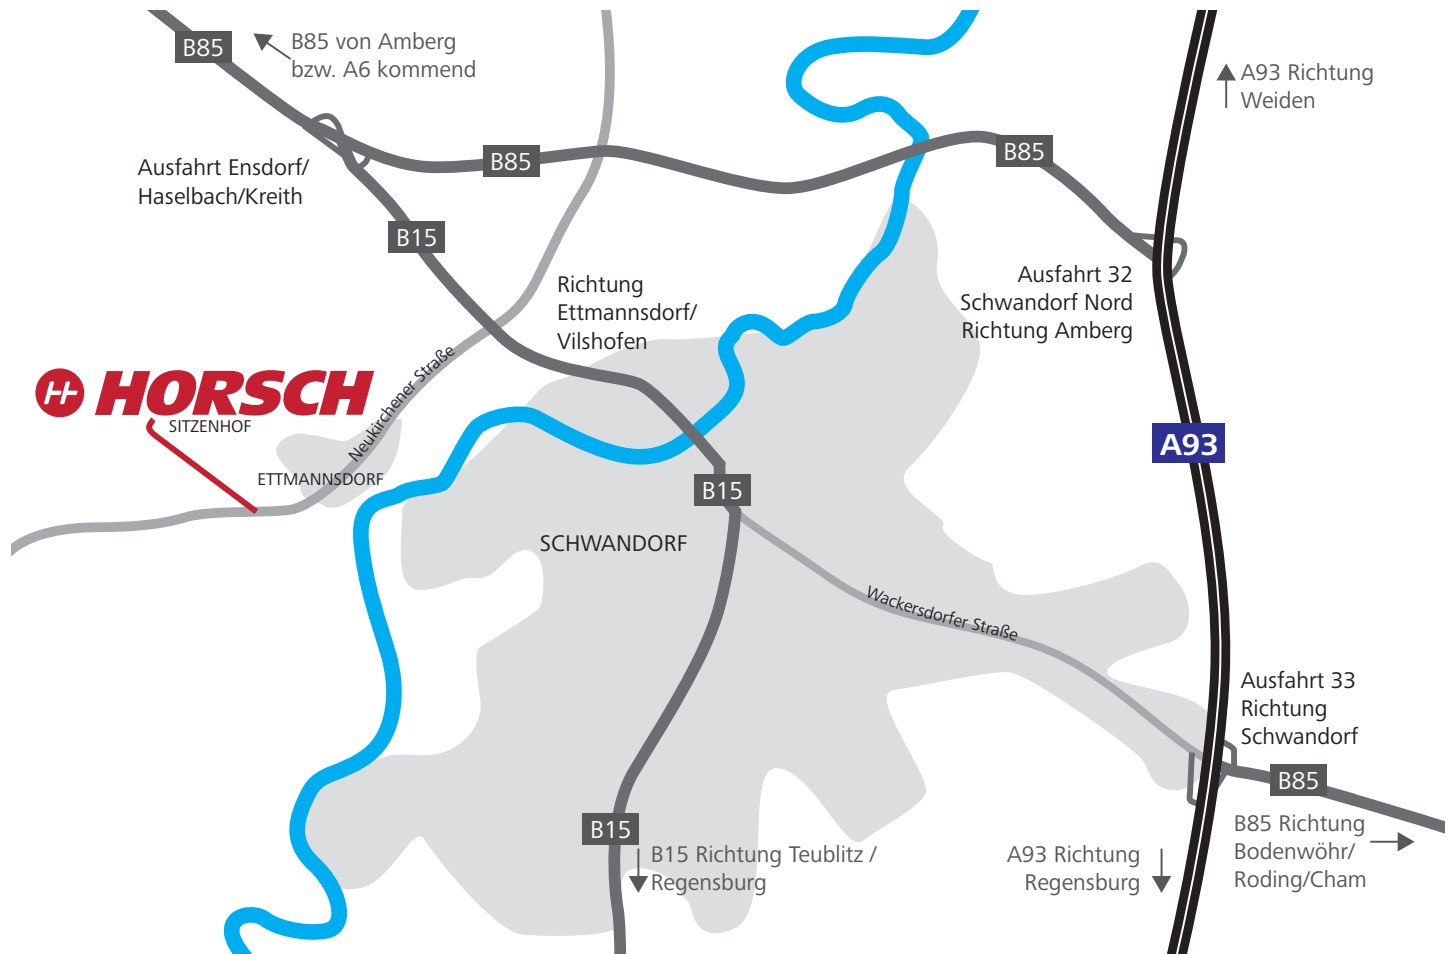 B85
B85 von Amberg
bzw. A6 kommend
A93 Richtung
Weiden
Ausfahrt Ensdorf/
Haselbach/Kreith
B85
B85
B15
Richtung
Ettmannsdorf/
Vilshofen
Ausfahrt 32
Schwandorf Nord
Richtung Amberg
HORSCH
SITZENHOF
Neukirchener Straße
ETTMANNSDORF
A93
B15
SCHWANDORF
Wackersdorfer Straße
Ausfahrt 33
Richtung
Schwandorf
B85
B15
B15 Richtung Teublitz /
Regensburg
A93 Richtung
Regensburg
B85 Richtung
Bodenwöhr/
Roding/Cham